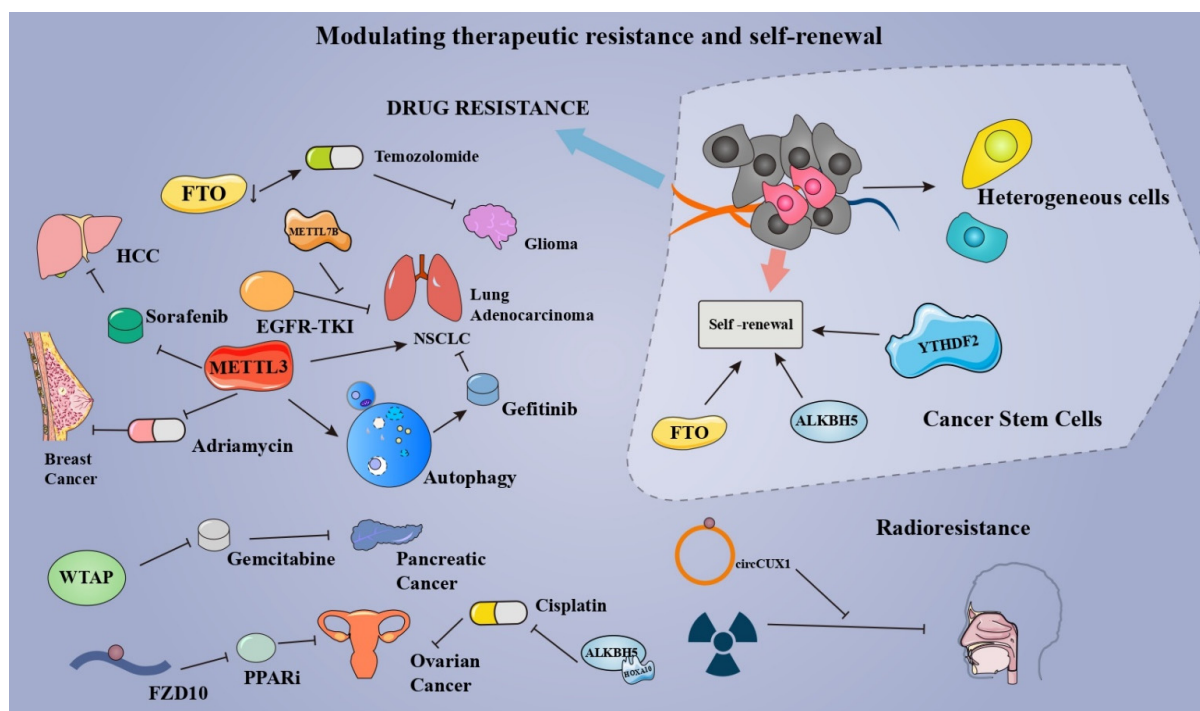 Modulating therapeutic resistance and self-renewal
DRUG RESISTANCE
Temozolomide
FTO
METTL7B
Glioma
HCC
Sorafenib
EGFR-TKI
Lung
Adenocarcinoma
NSCLC
METTL3
Gefitinib
Adriamycin
Autophagy
Breast
Cancer
Heterogeneous cells
Self -renewal
YTHDF2
FTO
ALKBH5
Cancer Stem Cells
WTAP
Gemcitabine
Pancreatic
Cancer
FZD10
PPARi
Ovarian
Cancer
Cisplatin
ALKBH5
HOXA10
Radioresistance
circCUX1